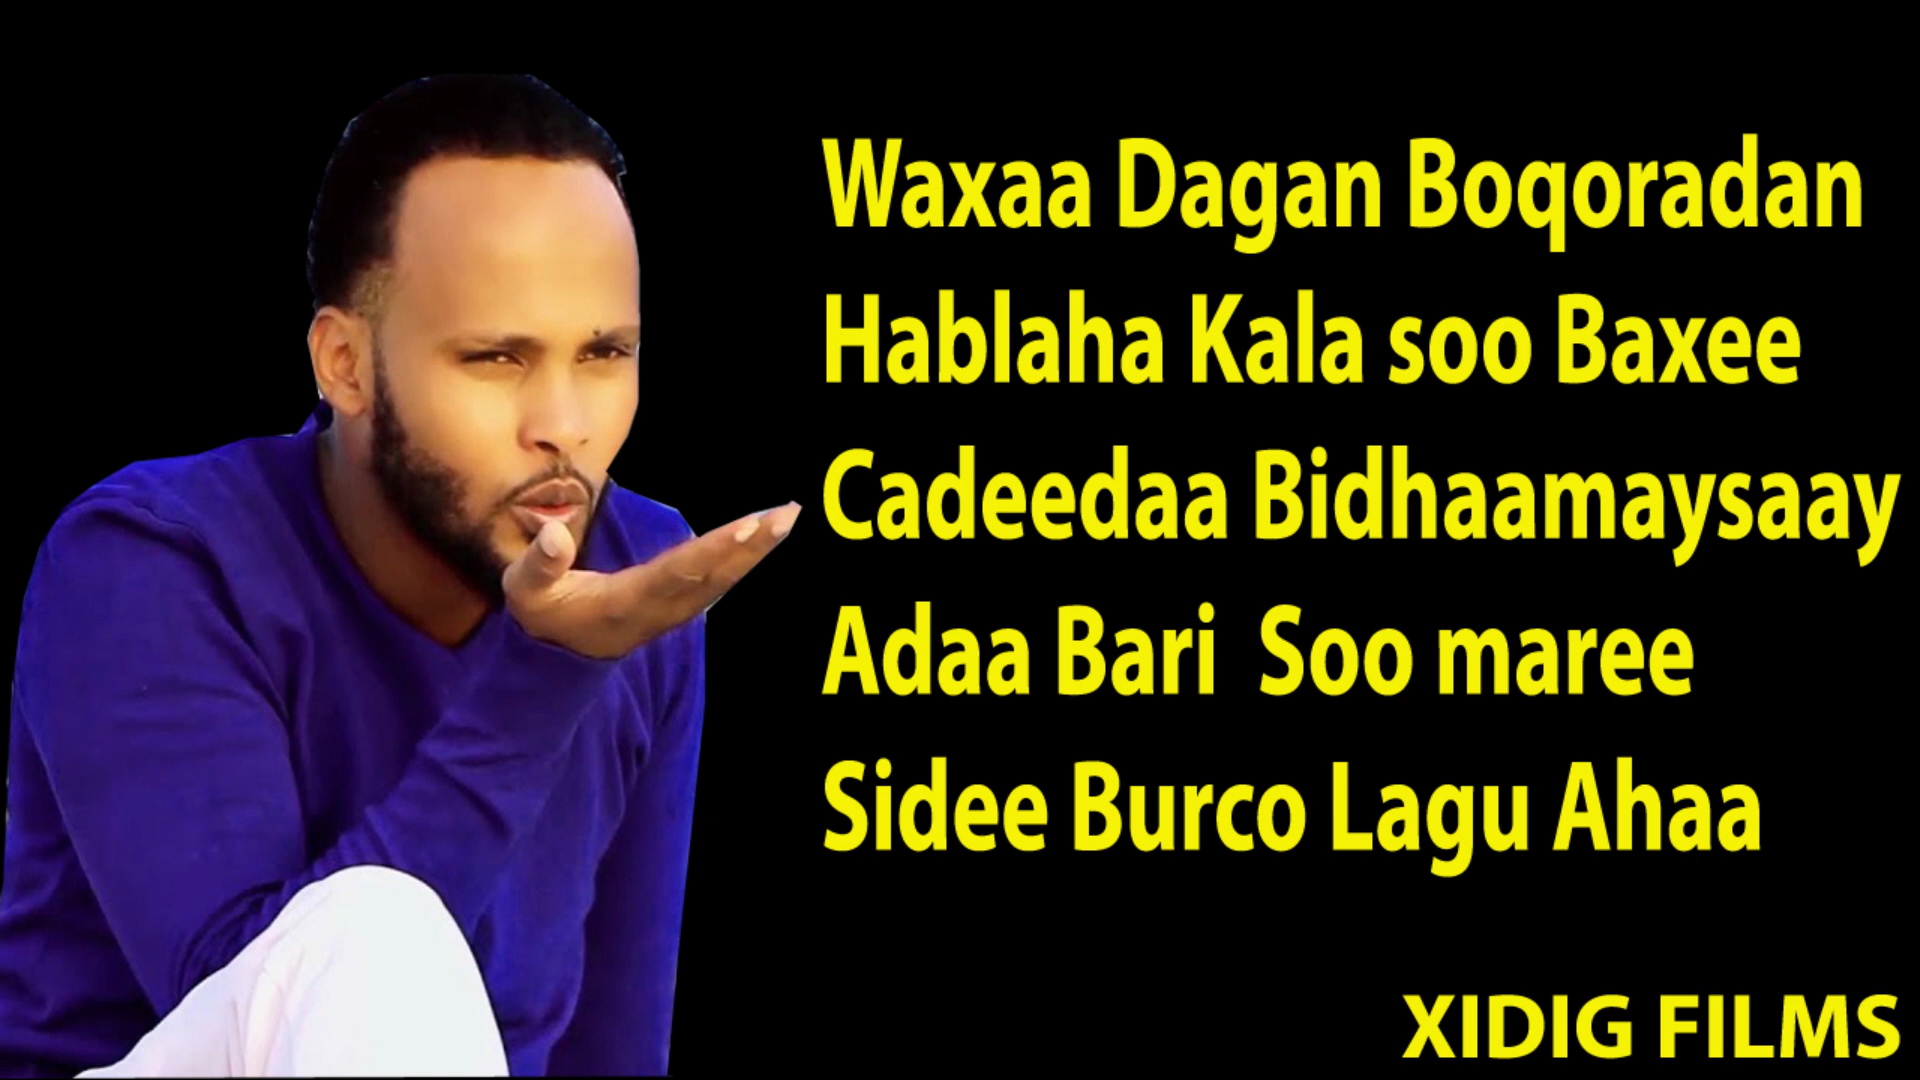 Waxaa Dagan Boqoradan
Hablaha Kala soo Baxee
Cadeedaa Bidhaamaysaay
Adaa Bari Soo maree
Sidee Burco Lagu Ahaa
XIDIG FILMS